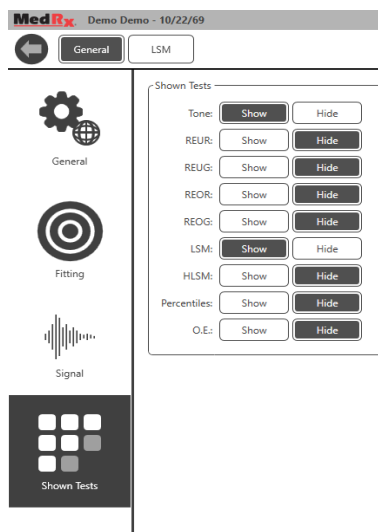 MedRx. Demo Demo - 10/22/69
General LSM
General
Fitting
Signal
Shown Tests
Shown Tests
Tone: Show Hide
REUR: Show Hide
REUG: Show Hide
REOR: Show Hide
REOG: Show Hide
LSM: Show Hide
HLSM: Show Hide
Percentiles: Show Hide
O.E.: Show Hide